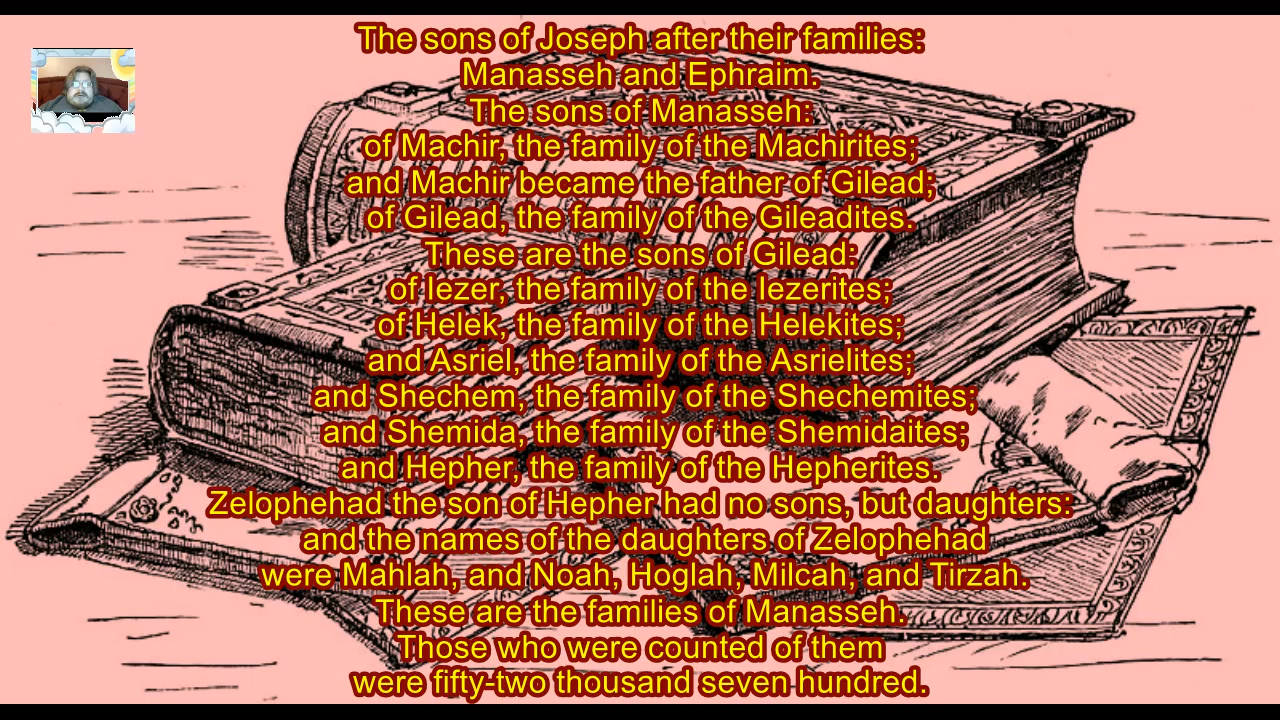 The sons of Joseph after their families:
Manasseh and Ephraim.
The sons of Manasseh:
of Machir, the family of the Machirites;
and Machir became the father of Gilead;
of Gilead, the family of the Gileadites.
These are the sons of Gilead:
of Iezer, the family of the Iezerites;
of Helek, the family of the Helekites;
and Asriel, the family of the Asrielites;
and Shechem, the family of the Shechemites;
and Shemida, the family of the Shemidaites;
and Hepher, the family of the Hepherites.
Zelophehad the son of Hepher had no sons, but daughters:
and the names of the daughters of Zelophehad
were Mahlah, and Noah, Hoglah, Milcah, and Tirzah.
These are the families of Manasseh.
Those who were counted of them
were fifty-two thousand seven hundred.